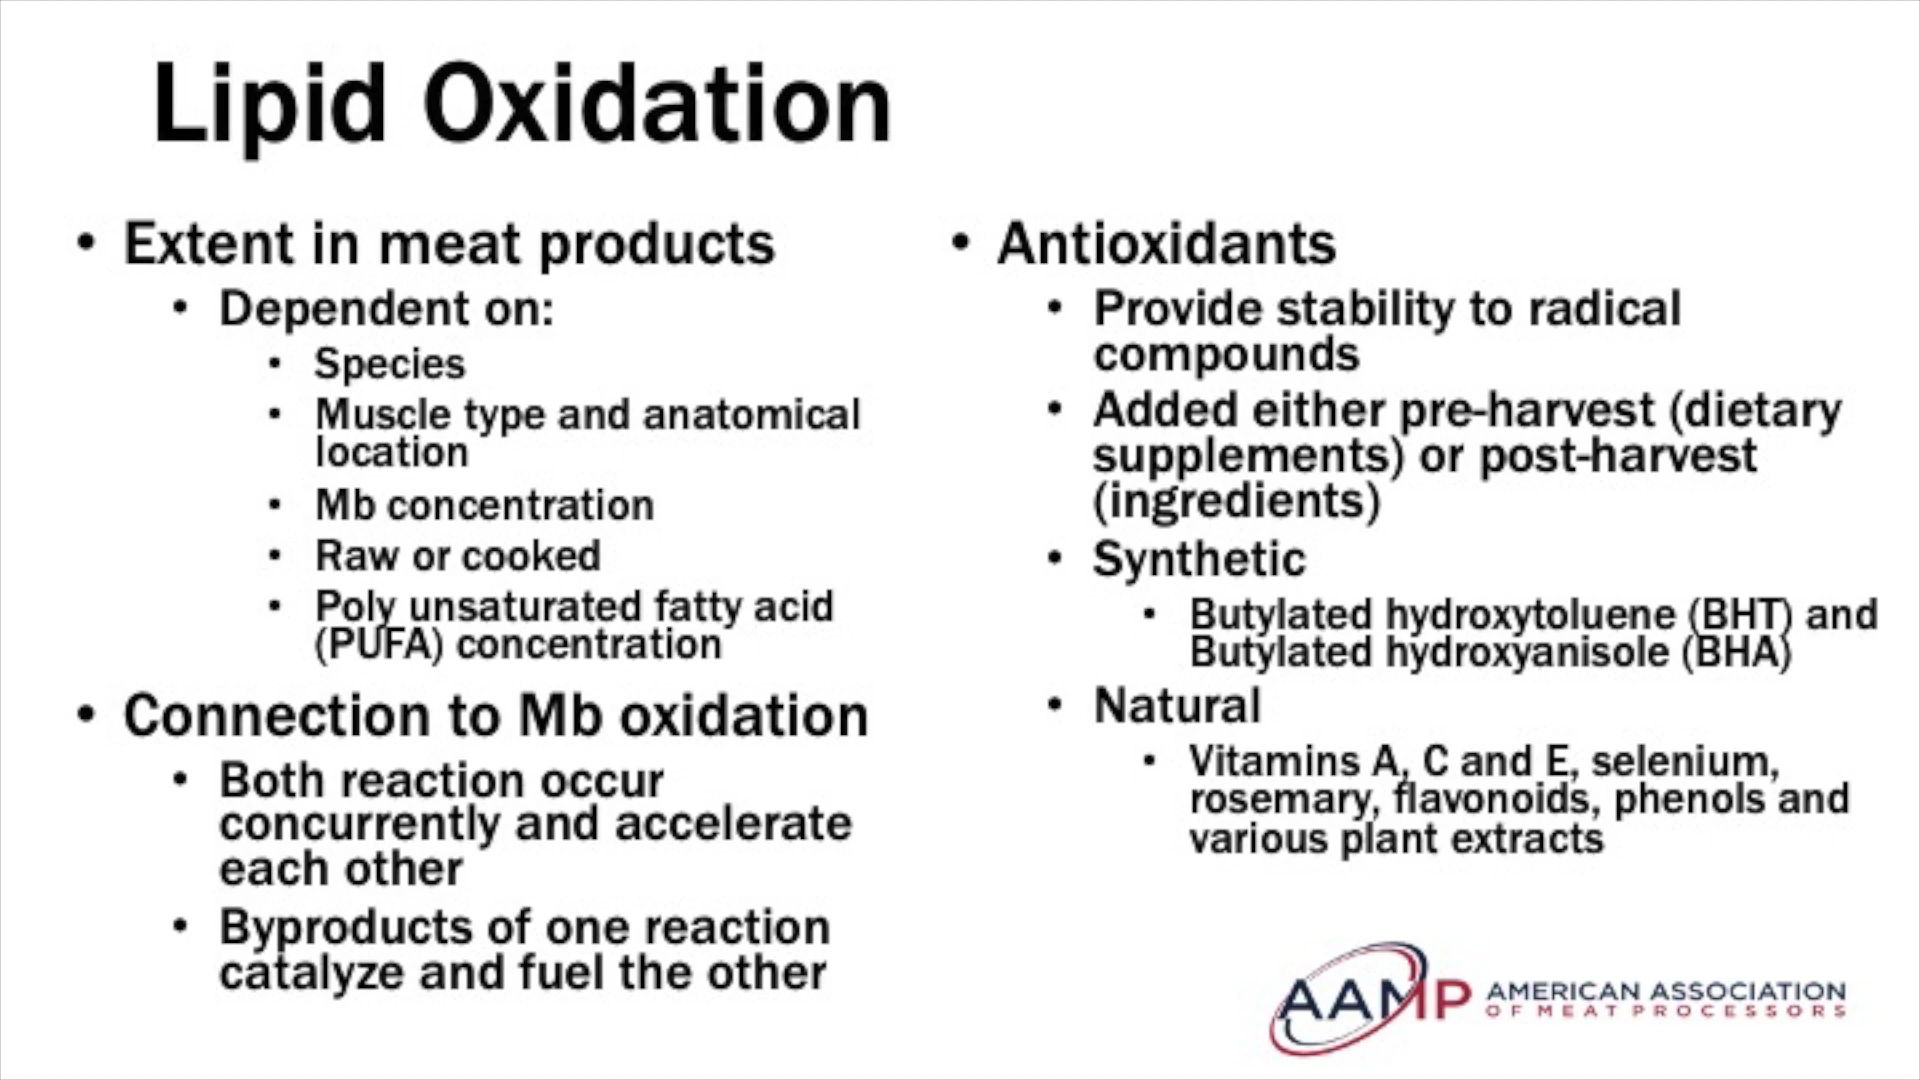 Lipid Oxidation
• Extent in meat products
• Dependent on:
• Species
• Muscle type and anatomical
location
• Mb concentration
• Raw or cooked
• Poly unsaturated fatty acid
(PUFA) concentration
• Connection to Mb oxidation
• Both reaction occur
concurrently and accelerate
each other
• Byproducts of one reaction
catalyze and fuel the other
• Antioxidants
• Provide stability to radical
compounds
• Added either pre-harvest (dietary
supplements) or post-harvest
(ingredients)
• Synthetic
• Butylated hydroxytoluene (BHT) and
Butylated hydroxyanisole (BHA)
• Natural
• Vitamins A, C and E, selenium,
rosemary, flavonoids, phenols and
various plant extracts
AAMP AMERICAN ASSOCIATION
OF MEAT PROCESSORS